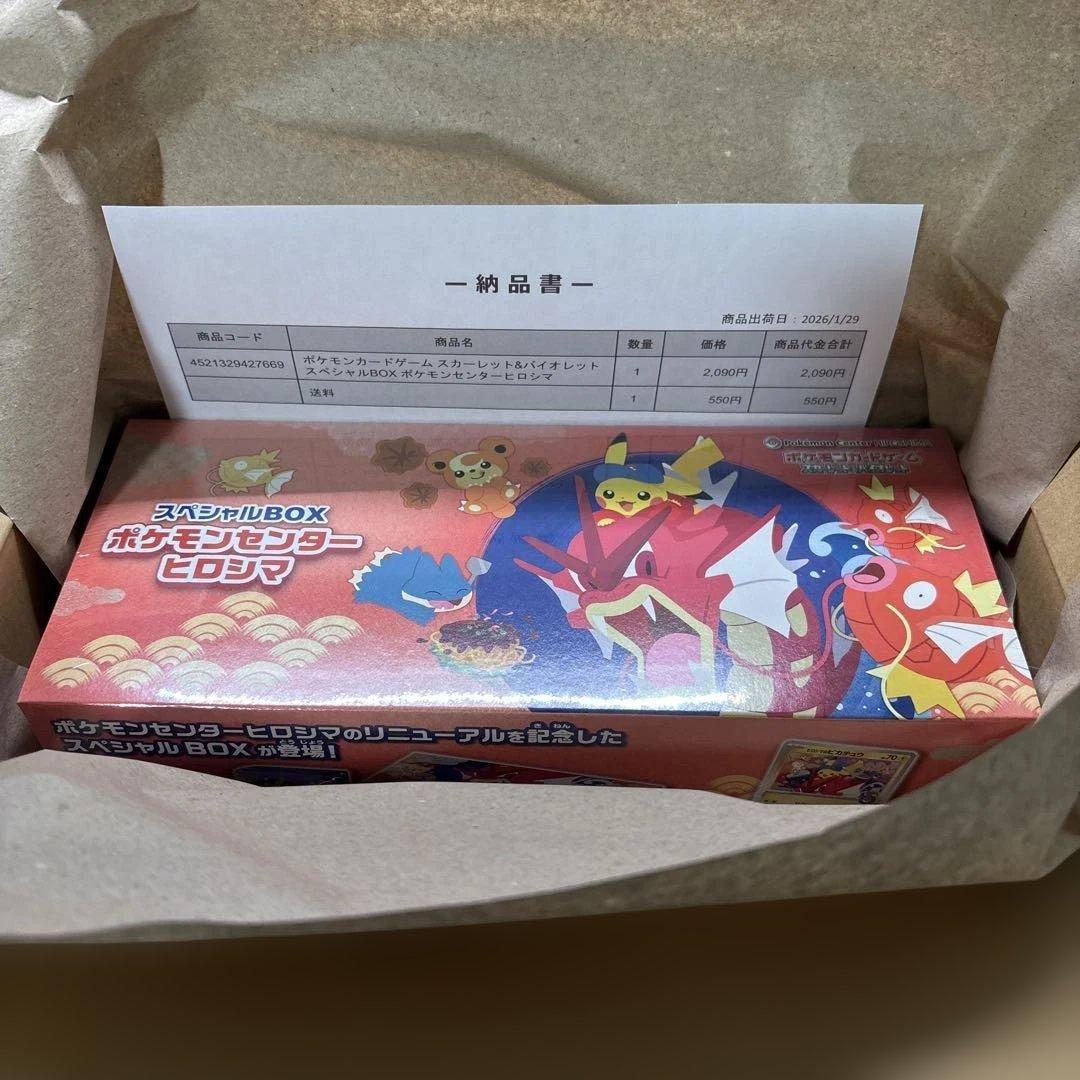 ー納品書ー
商品出荷日：2026/1/29
商品コード 商品名 数量 価格 商品代金合計
4521329427669 ポケモンカードゲーム スカーレット&バイオレット
スペシャルBOX ポケモンセンターヒロシマ 1 2,090円 2,090円
送料 1 550円 550円
Pokémon Center HIROSHIMA
ポケモンカードゲーム
スペシャルBOX
ポケモンセンター
ヒロシマ
ポケモンセンターヒロシマのリニューアルを記念した
スペシャルBOXが登場！
ヒロシマのピカチュウ
70